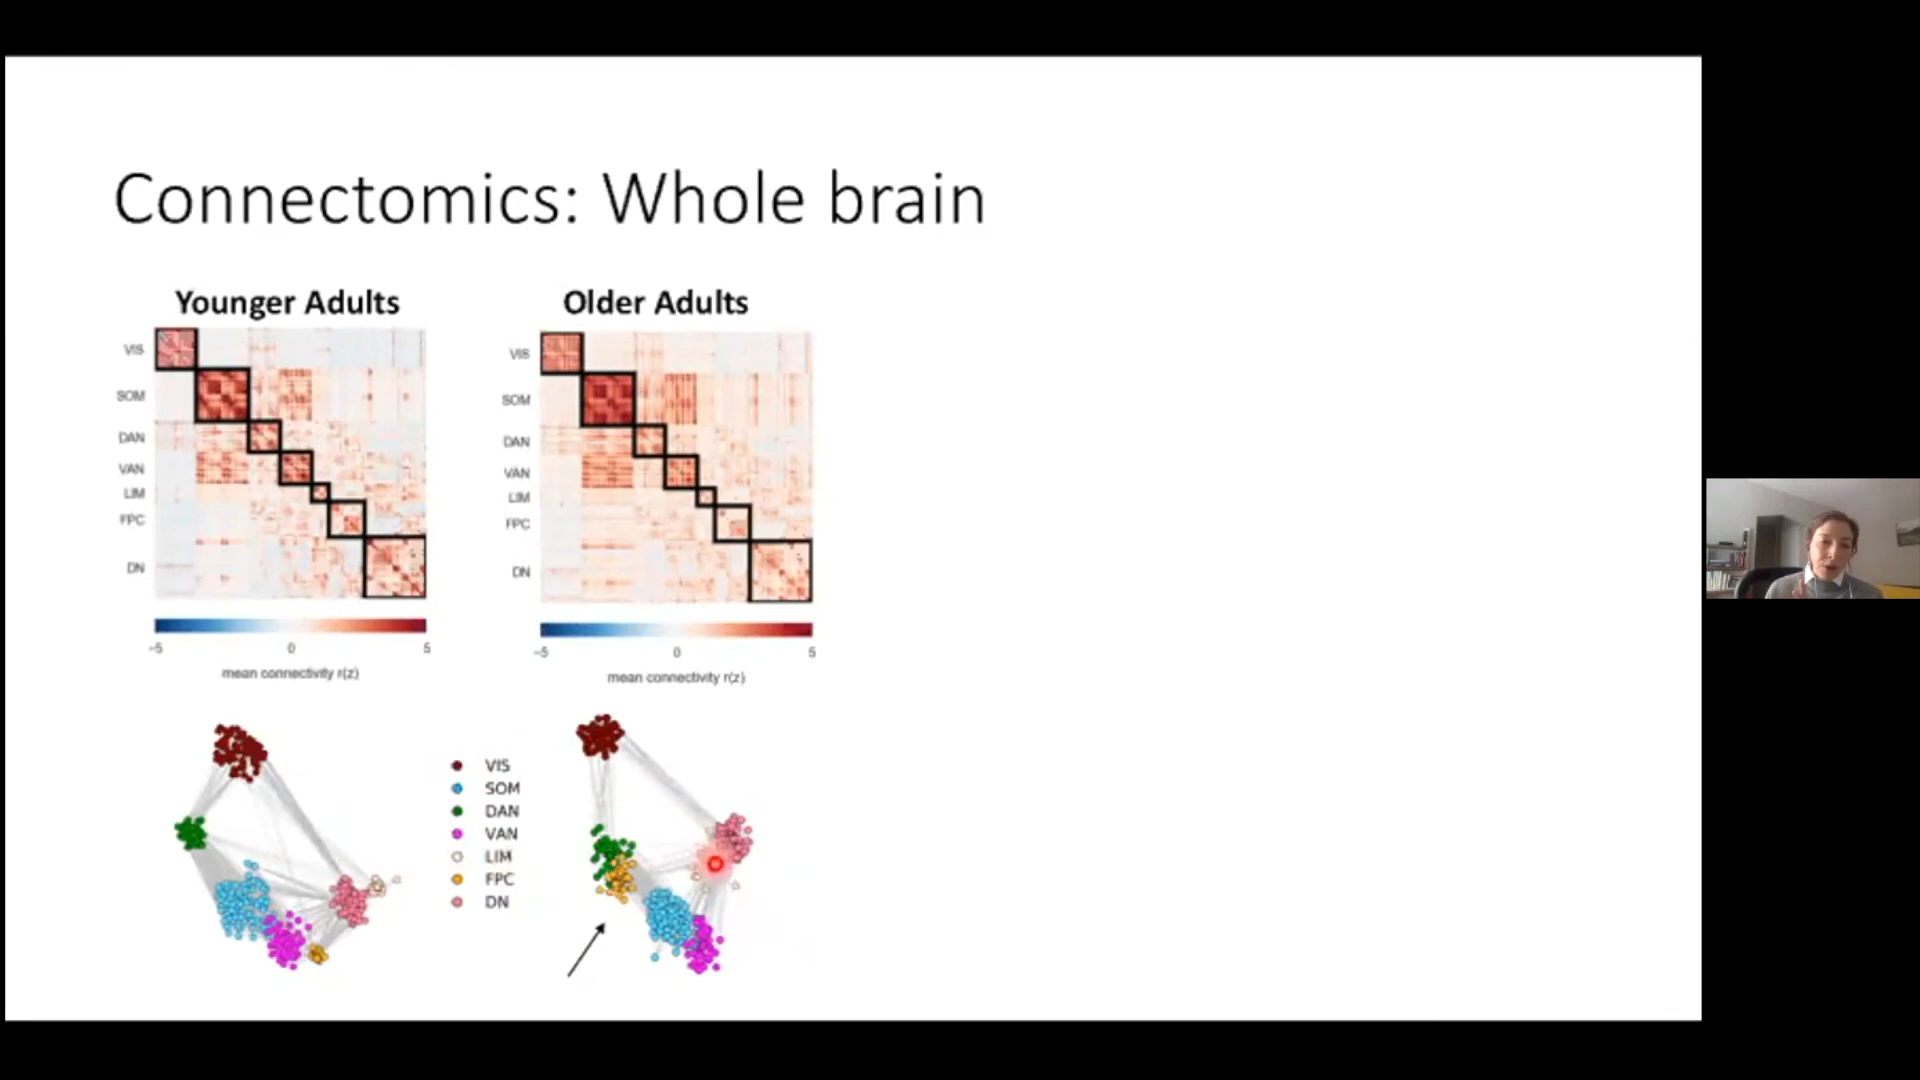 Connectomics: Whole brain
Younger Adults
VIS
SOM
DAN
VAN
LIM
FPC
DN
-5 0 5
mean connectivity r(z)
Older Adults
VIS
SOM
DAN
VAN
LIM
FPC
DN
-5 0 5
mean connectivity r(z)
VIS
SOM
DAN
VAN
LIM
FPC
DN